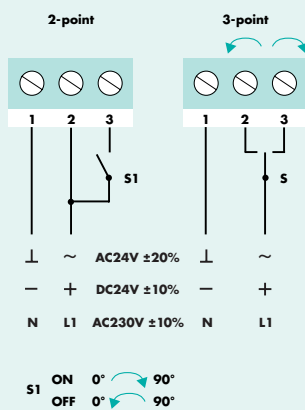 2-point 3-point
1 2 3 1 2 3
S1 S
⊥ ~ AC24V ±20% ⊥ ~
− + DC24V ±10% − +
N L1 AC230V ±10% N L1
S1 ON 0° 90°
OFF 0° 90°